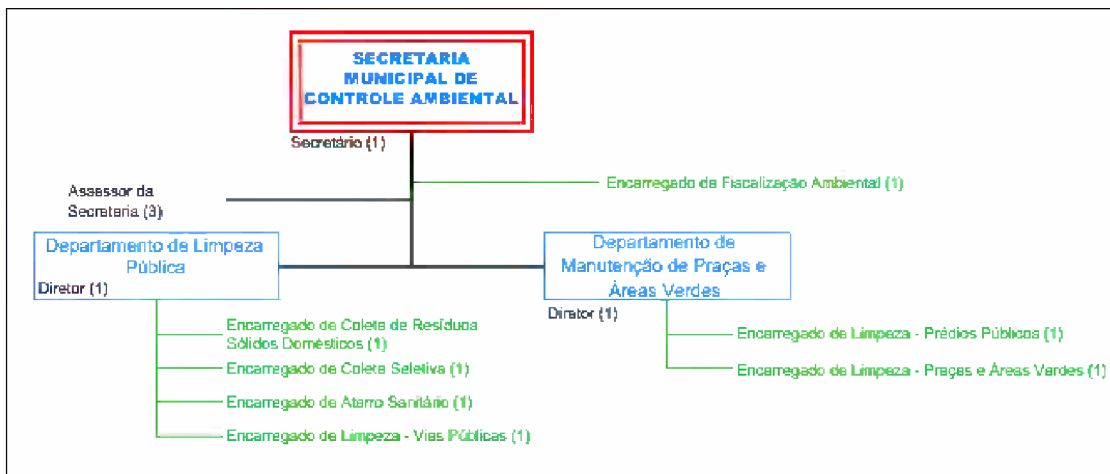 SECRETARIA
MUNICIPAL DE
CONTROLE AMBIENTAL
Secretário (1)
Encarregado de Fiscalização Ambiental (1)
Assessor da
Secretaria (3)
Departamento de Limpeza
Pública
Diretor (1)
Departamento de
Manutenção de Praças e
Áreas Verdes
Diretor (1)
Encarregado de Coleta de Resíduos
Sólidos Domésticos (1)
Encarregado de Coleta Seletiva (1)
Encarregado de Aterro Sanitário (1)
Encarregado de Limpeza - Vias Públicas (1)
Encarregado de Limpeza - Prédios Públicos (1)
Encarregado de Limpeza - Praças e Áreas Verdes (1)